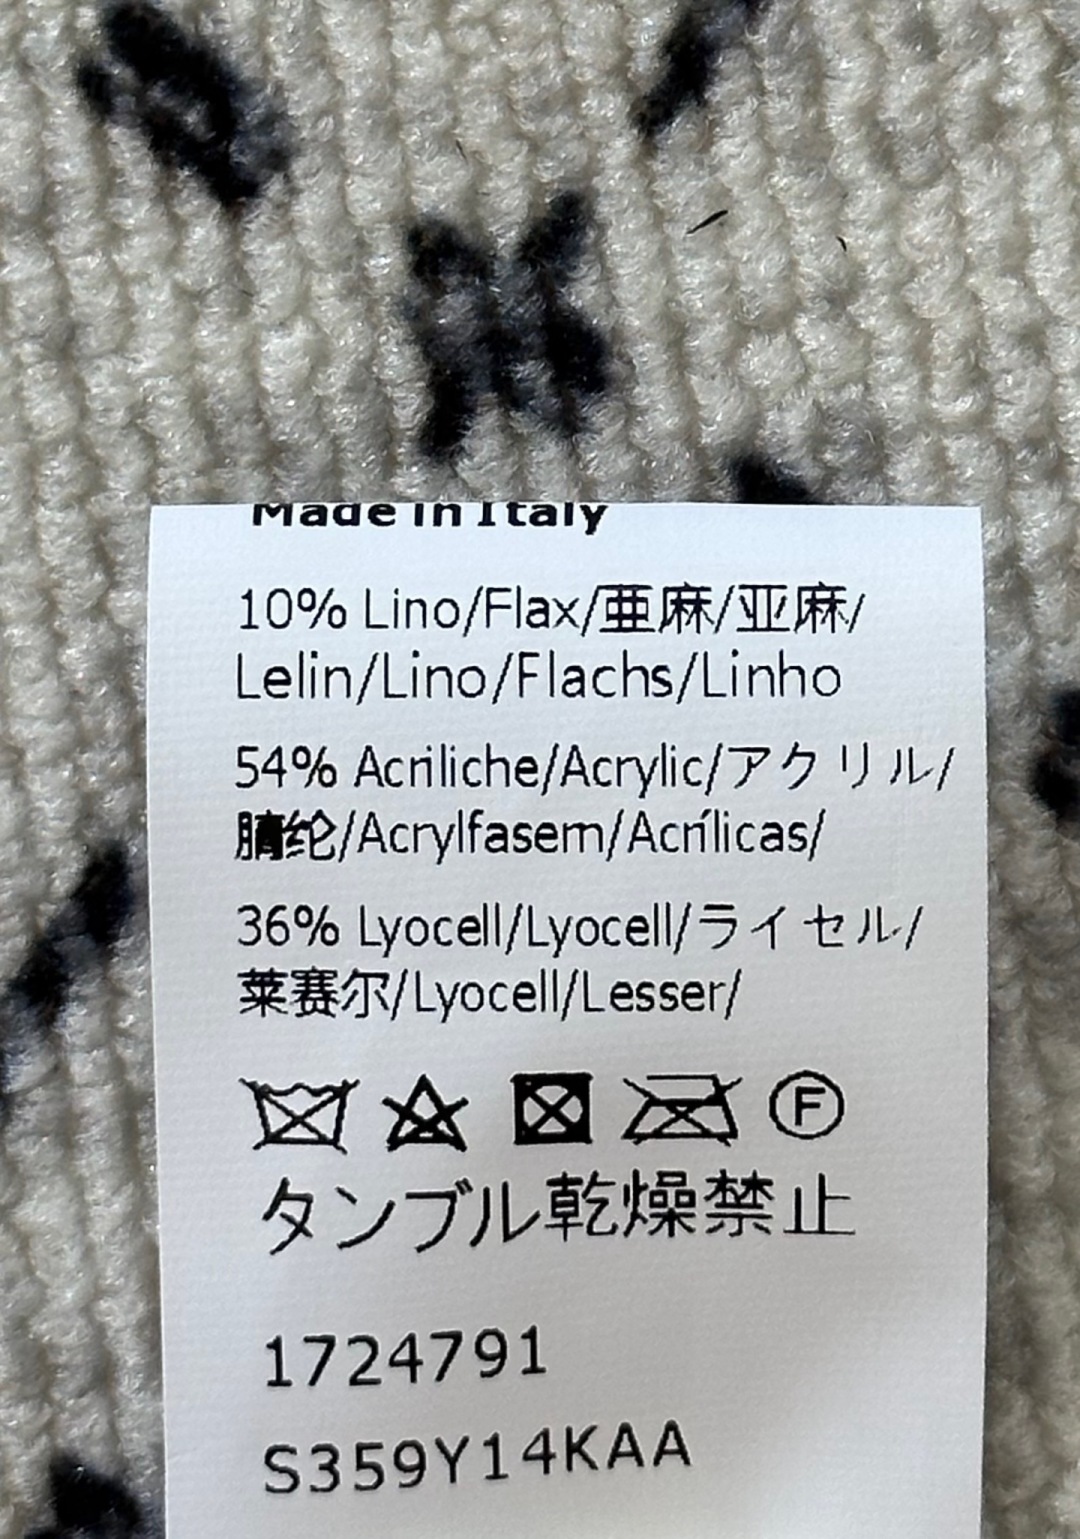 Made in Italy
10% Lino/Flax/亜麻/亚麻/
Lelin/Lino/Flachs/Linho
54% Acriliche/Acrylic/アクリル/
腈纶/Acrylfasern/Acrílicas/
36% Lyocell/Lyocell/ライセル/
莱赛尔/Lyocell/Lesser/
F
タンブル乾燥禁止
1724791
S359Y14KAA